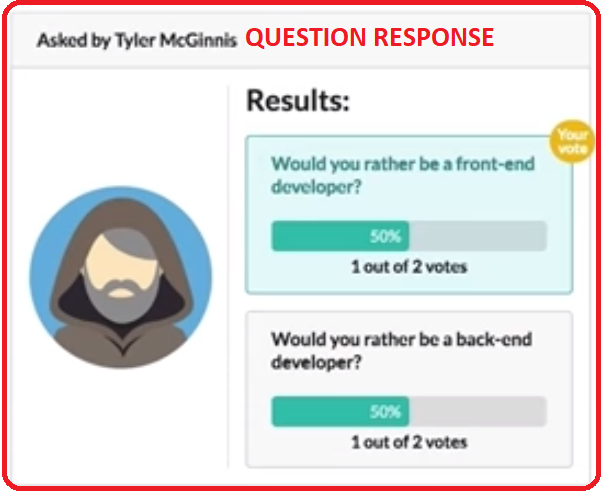 Asked by Tyler McGinnis QUESTION RESPONSE
Results:
Your
vote
Would you rather be a front-end
developer?
50%
1 out of 2 votes
Would you rather be a back-end
developer?
50%
1 out of 2 votes